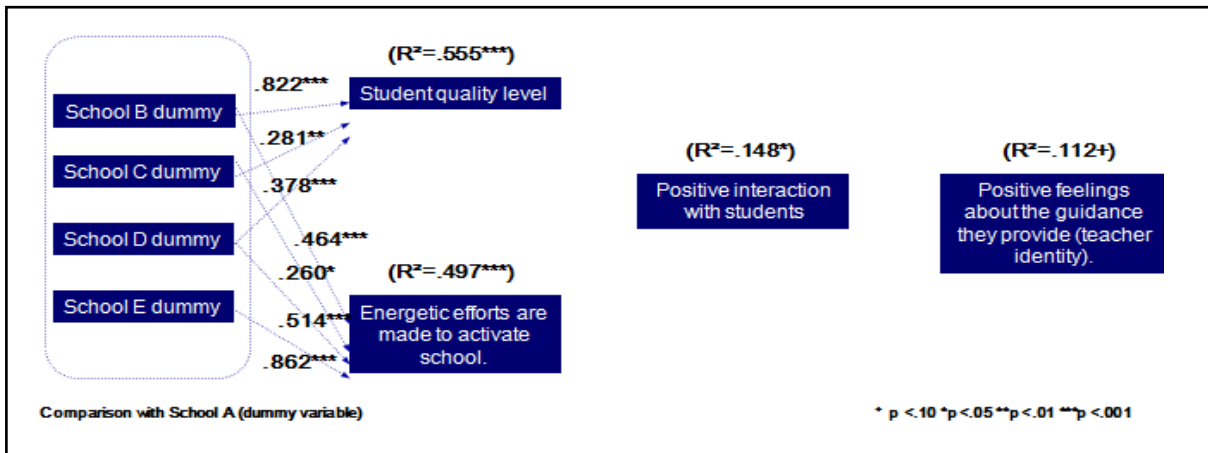 (R²=.555***)
.822***
Student quality level
School B dummy
.281**
School C dummy
.378***
(R²=.148*)
(R²=.112+)
Positive interaction
with students
Positive feelings
about the guidance
they provide (teacher
identity).
School D dummy
.464***
.260*
(R²=.497***)
School E dummy
Energetic efforts are
made to activate
school.
.514***
.862***
Comparison with School A (dummy variable)
* p <.10 *p <.05 **p <.01 ***p <.001